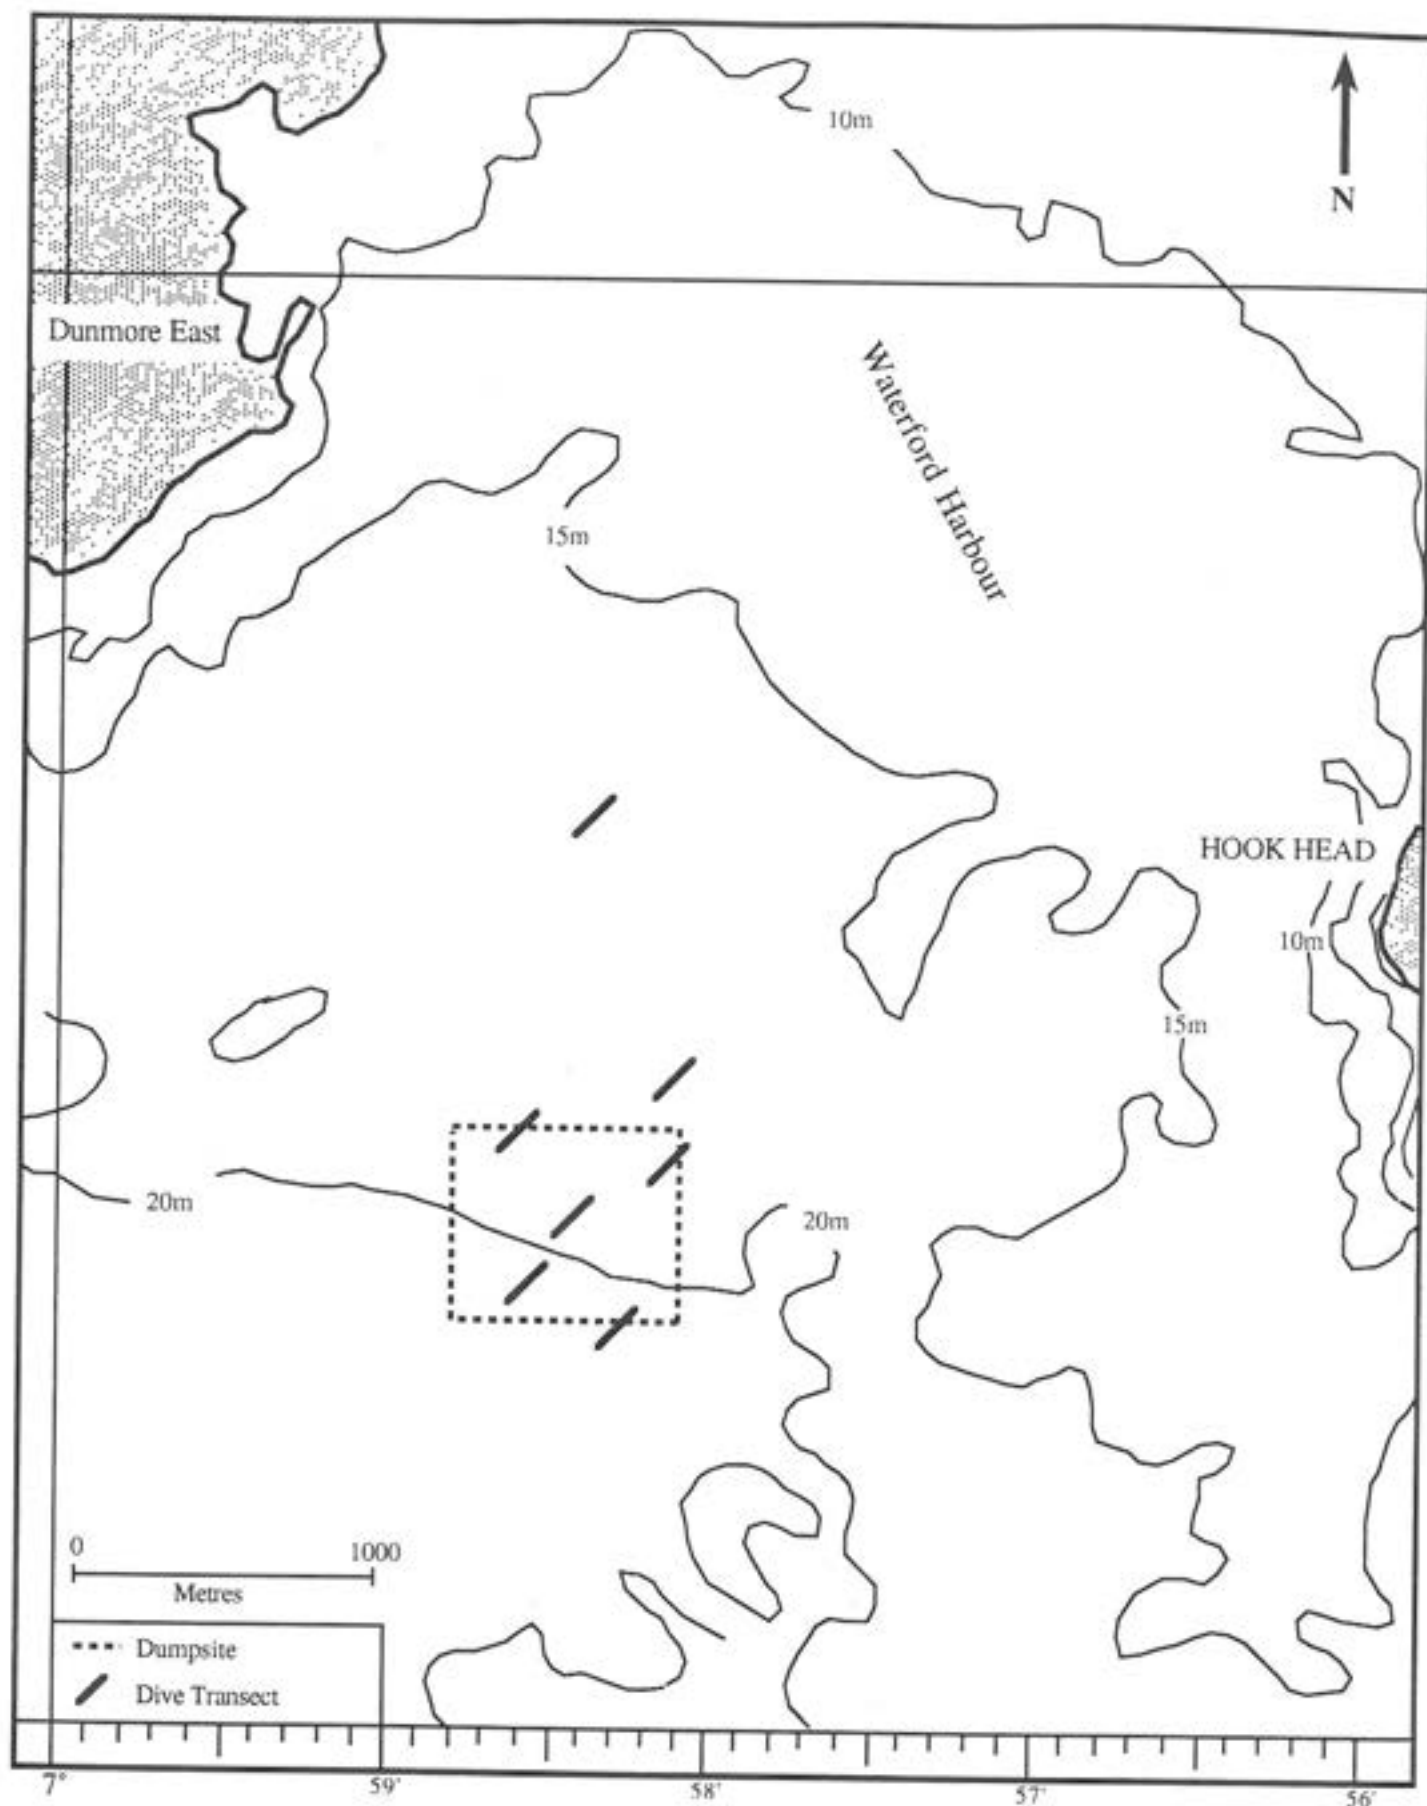 10m
N
Dunmore East
Waterford Harbour
15m
HOOK HEAD
10m
15m
20m
20m
0 1000
Metres
Dumpsite
Dive Transect
7° 59' 58' 57' 56'